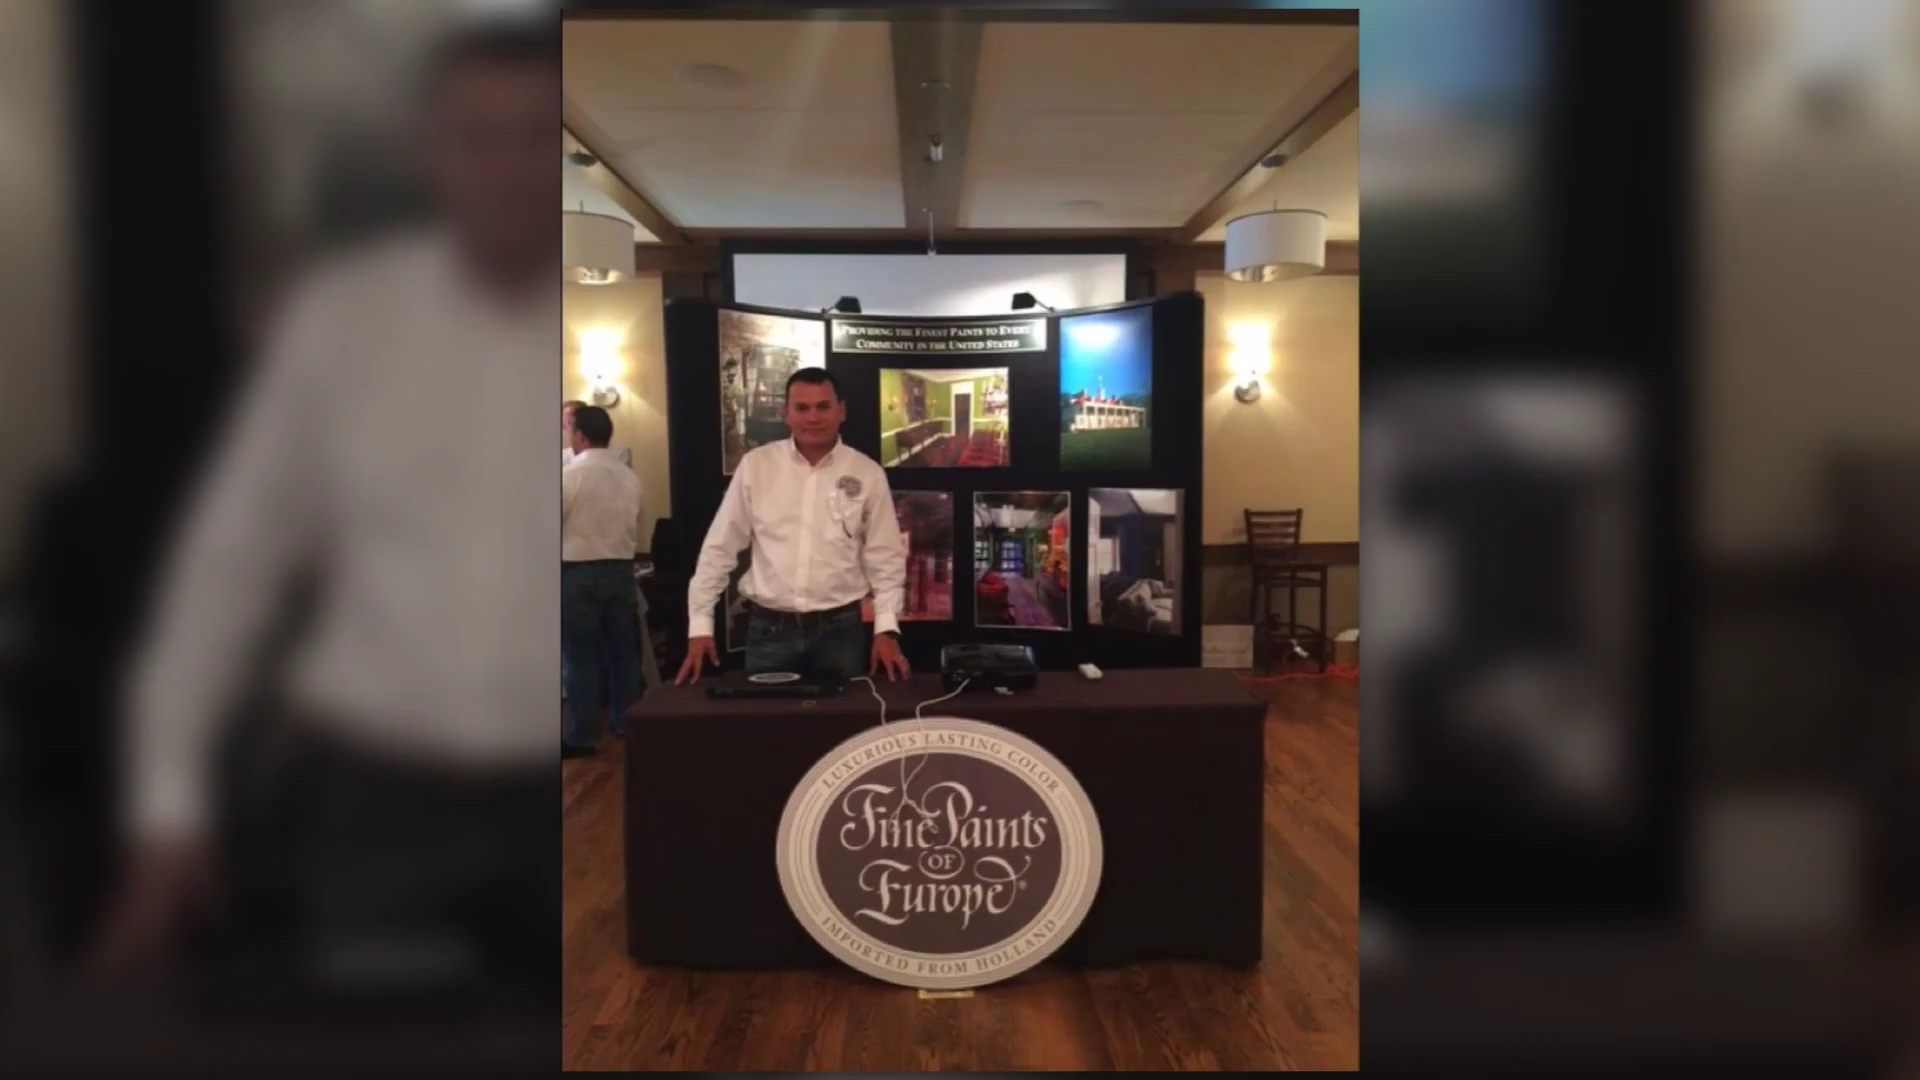 PROVIDING THE FINEST PAINTS TO EVERY
COMMUNITY IN THE UNITED STATES
LUXURIOUS LASTING COLOR
Fine Paints
OF
Europe®
IMPORTED FROM HOLLAND